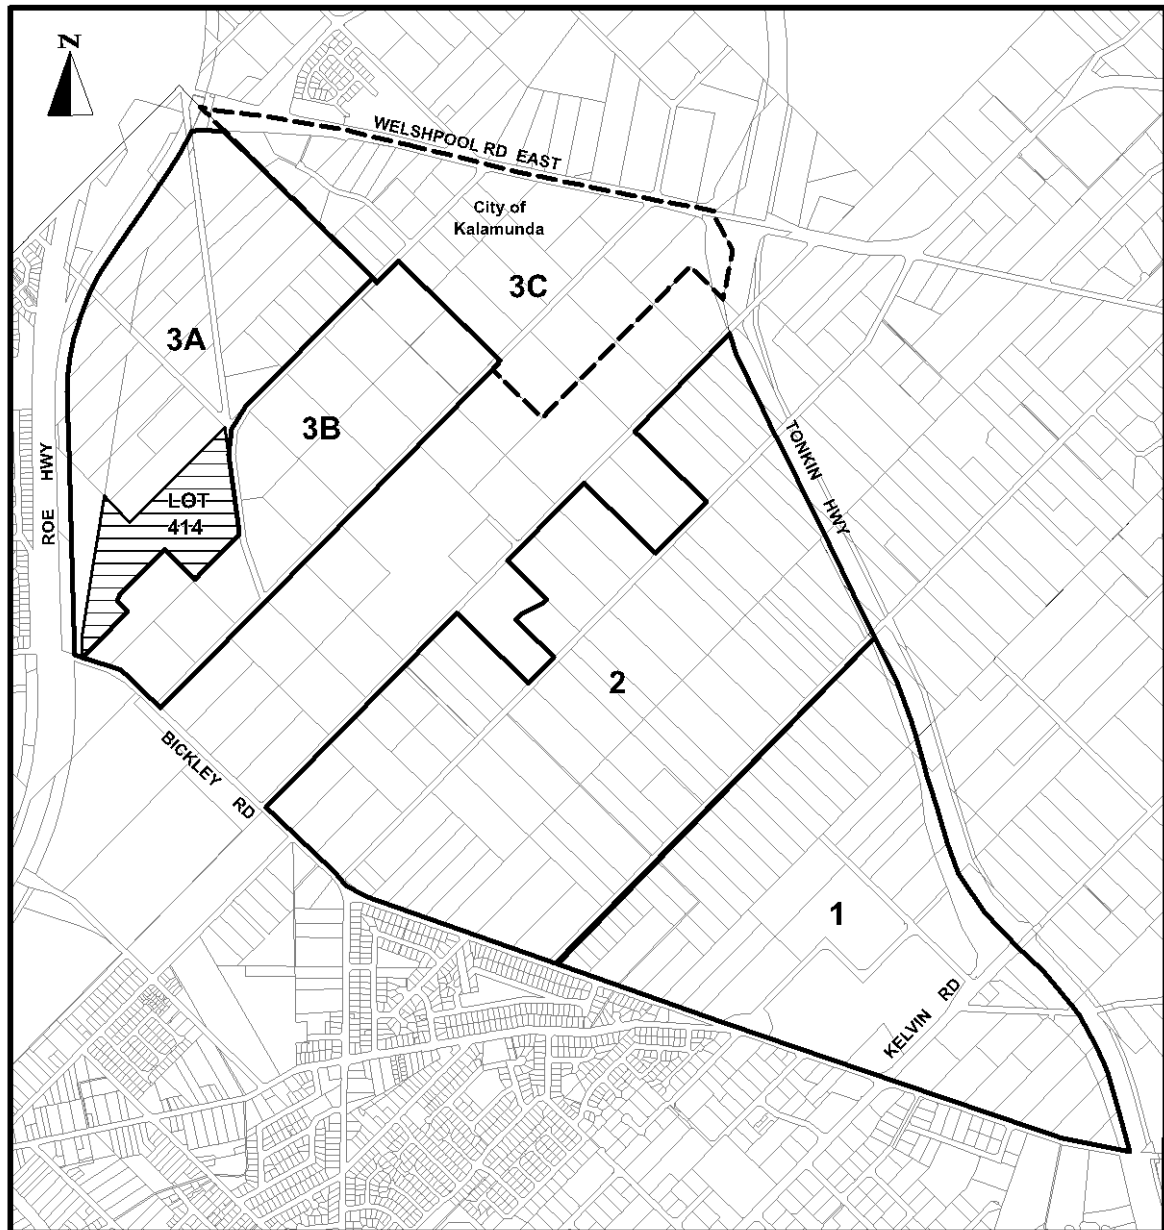 N
WELSHPOOL RD EAST
City of
Kalamunda
3C
3A
3B
ROE HWY
LOT
414
TONKIN HWY
2
BICKLEY RD
1
KELVIN RD